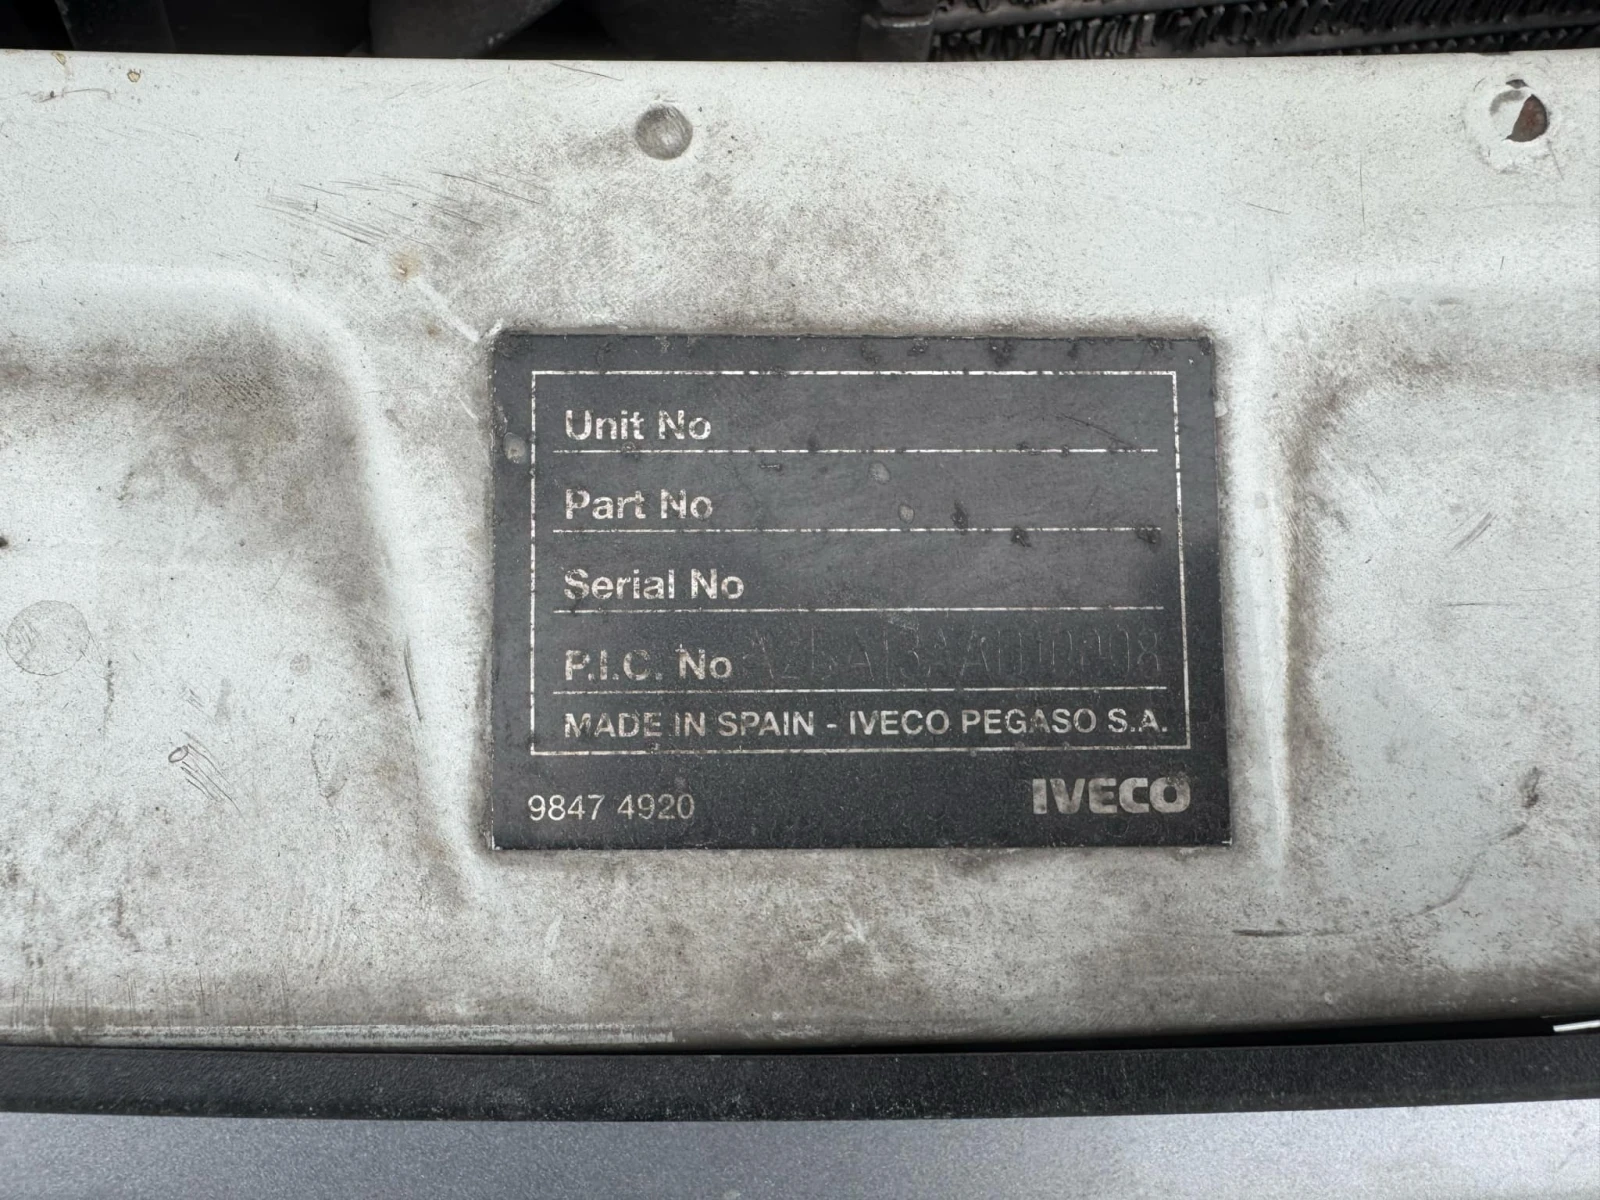 Unit No
Part No
Serial No
P.I.C. No
MADE IN SPAIN - IVECO PEGASO S.A.
9847 4920
IVECO